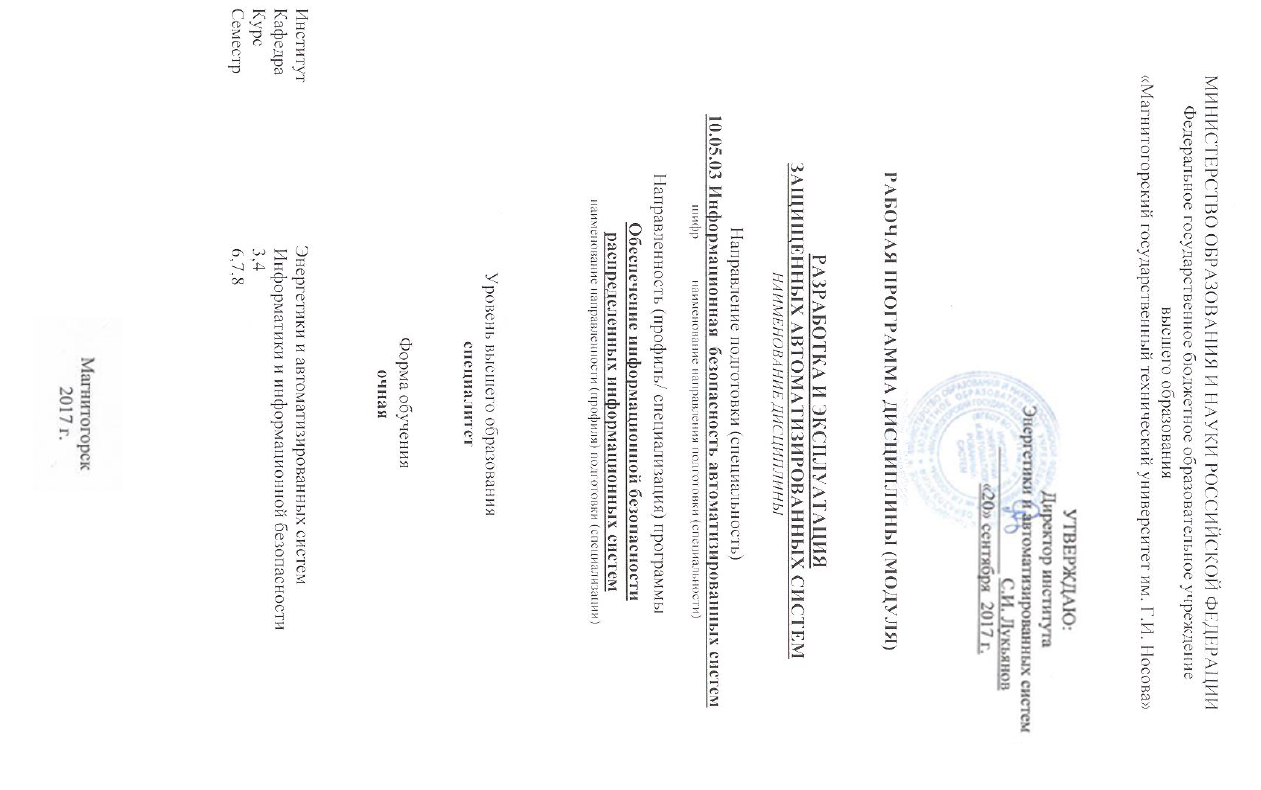 МИНИСТЕРСТВО ОБРАЗОВАНИЯ И НАУКИ РОССИЙСКОЙ ФЕДЕРАЦИИ
Федеральное государственное бюджетное образовательное учреждение
высшего образования
«Магнитогорский государственный технический университет им. Г.И. Носова»
УТВЕРЖДАЮ:
Директор института
Энергетики и автоматизированных систем
С.И. Лукьянов
«20» сентября 2017 г.
РАБОЧАЯ ПРОГРАММА ДИСЦИПЛИНЫ (МОДУЛЯ)
РАЗРАБОТКА И ЭКСПЛУАТАЦИЯ
ЗАЩИЩЕННЫХ АВТОМАТИЗИРОВАННЫХ СИСТЕМ
НАИМЕНОВАНИЕ ДИСЦИПЛИНЫ
Направление подготовки (специальность)
10.05.03 Информационная безопасность автоматизированных систем
шифр наименование направления подготовки (специальности)
Направленность (профиль/ специализация) программы
Обеспечение информационной безопасности
распределенных информационных систем
наименование направленности (профиля) подготовки (специализации)
Уровень высшего образования
специалитет
Форма обучения
очная
Институт Энергетики и автоматизированных систем
Кафедра Информатики и информационной безопасности
Курс 3,4
Семестр 6,7,8
Магнитогорск
2017 г.